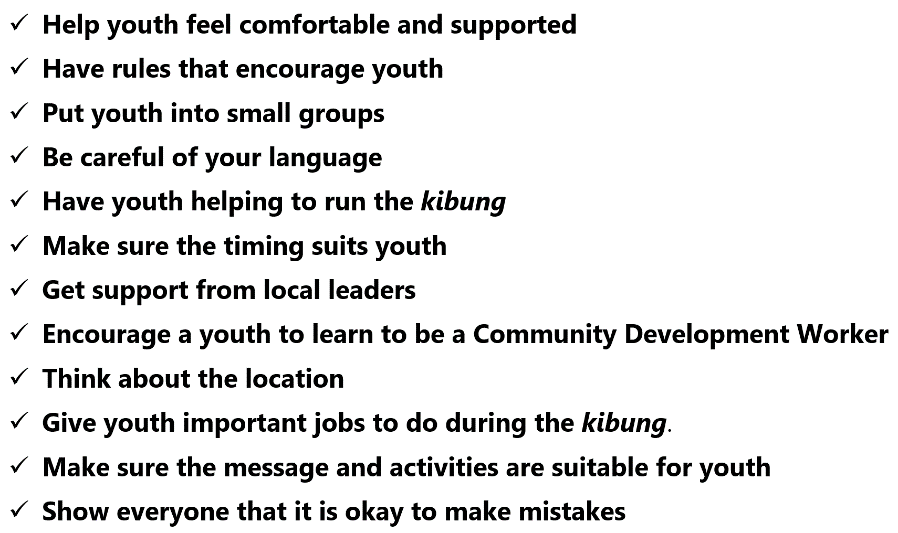 ✓ Help youth feel comfortable and supported
✓ Have rules that encourage youth
✓ Put youth into small groups
✓ Be careful of your language
✓ Have youth helping to run the kibung
✓ Make sure the timing suits youth
✓ Get support from local leaders
✓ Encourage a youth to learn to be a Community Development Worker
✓ Think about the location
✓ Give youth important jobs to do during the kibung.
✓ Make sure the message and activities are suitable for youth
✓ Show everyone that it is okay to make mistakes